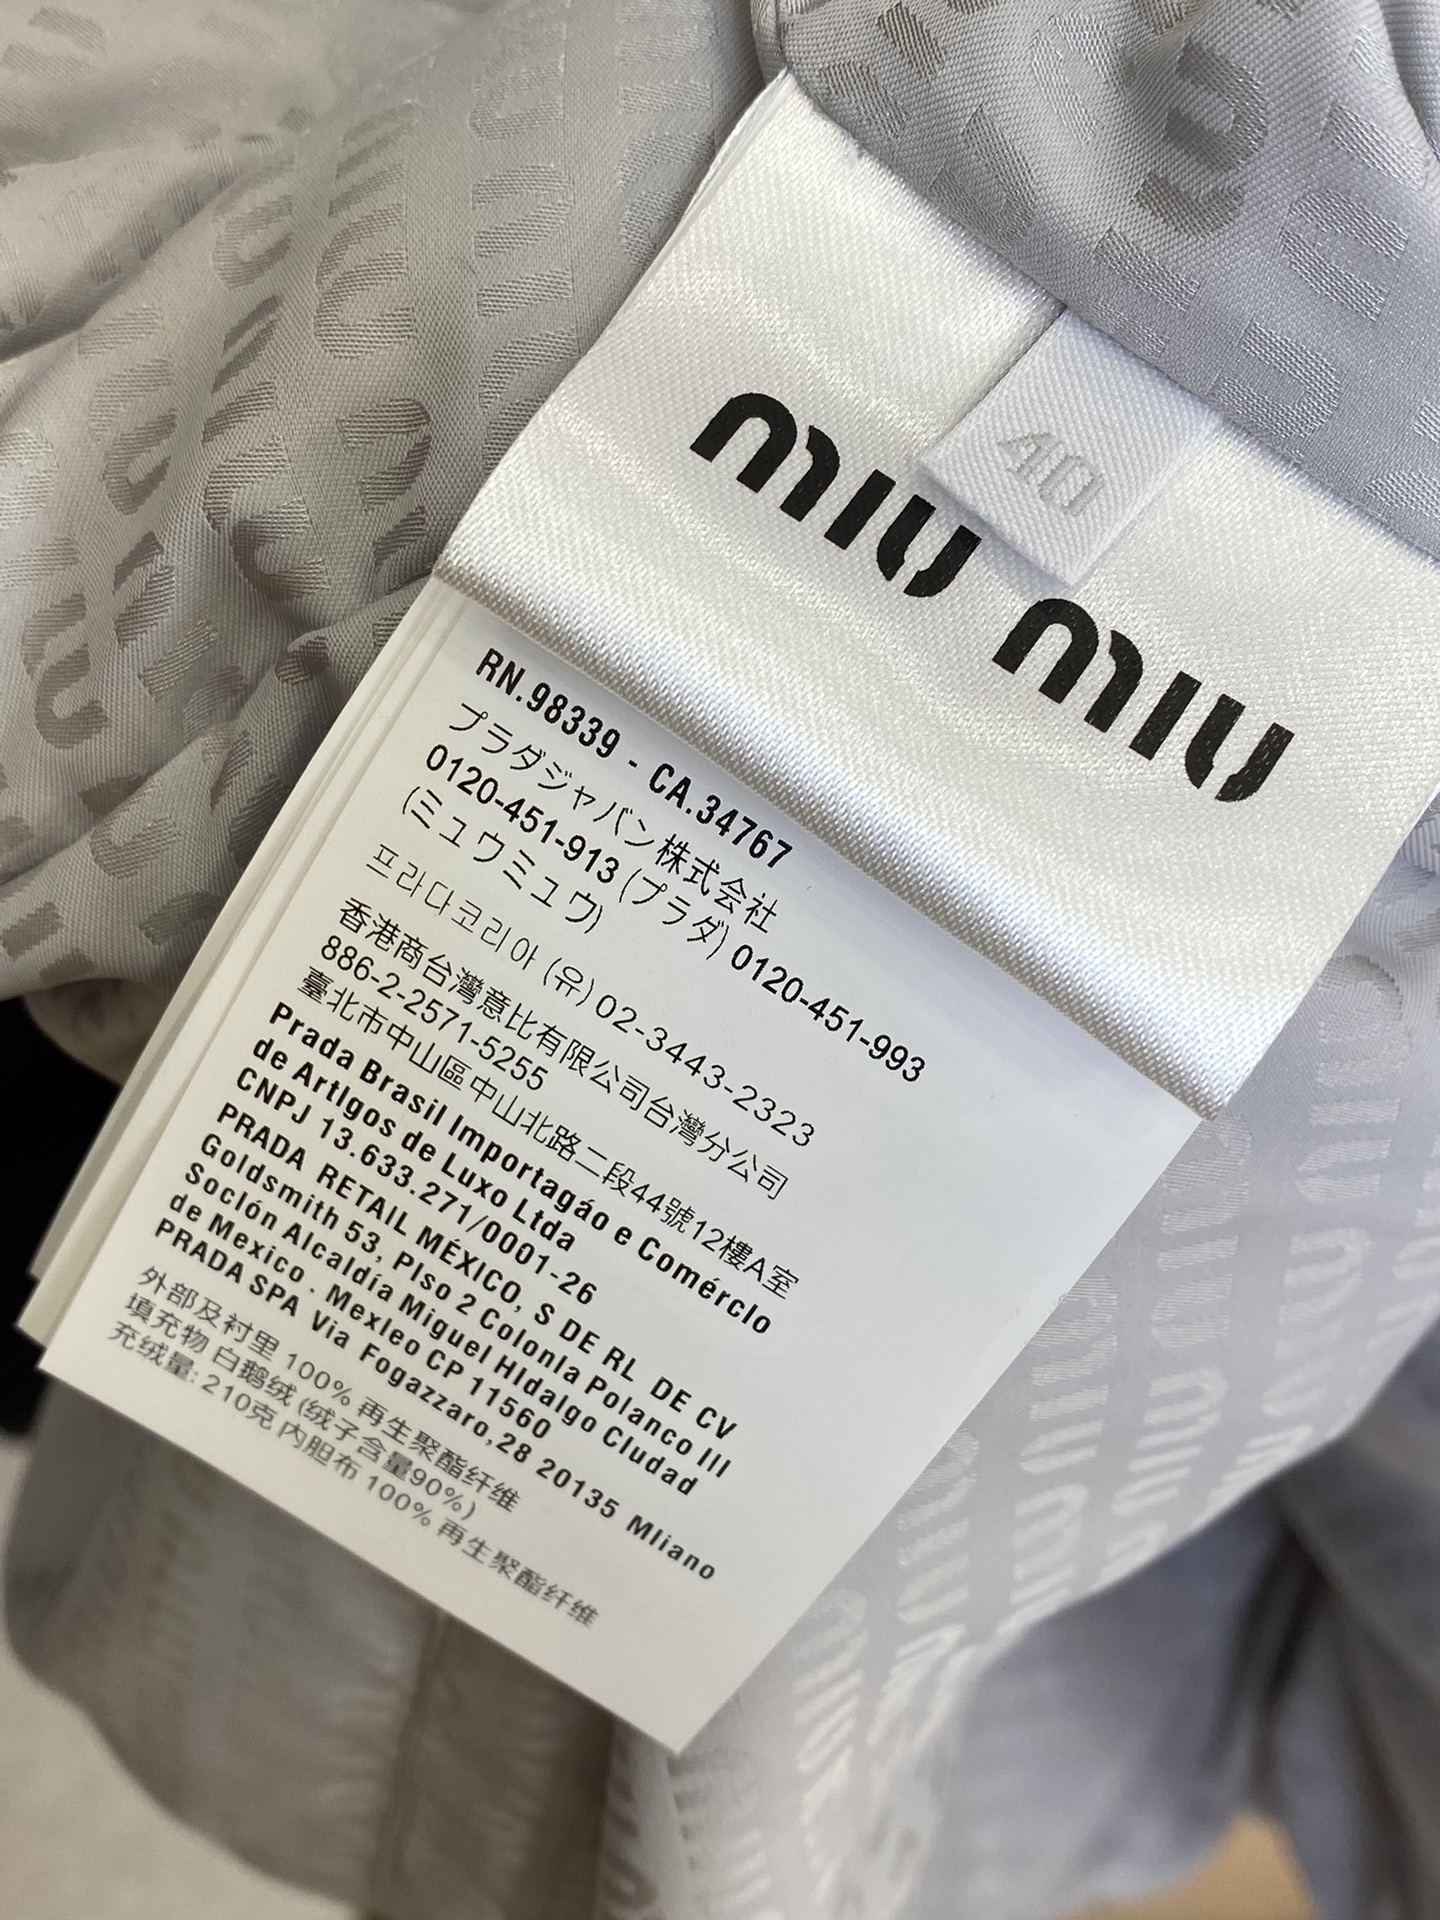 miu miu
40
RN.98339 - CA.34767
プラダジャバン株式会社
0120-451-913 (プラダ) 0120-451-993
(ミュウミュウ)
프라다코리아 (유) 02-3443-2323
香港商台灣意比有限公司台灣分公司
886-2-2571-5255
臺北市中山區中山北路二段44號12樓A室
Prada Brasil Importagáo e Comérclo
de Artlgos de Luxo Ltda
CNPJ 13.633.271/0001-26
PRADA RETAIL MÉXICO, S DE RL DE CV
Goldsmith 53, Plso 2 Colonla Polanco III
Soclón Alcaldía Miguel Hldalgo Cludad
de Mexico . Mexleo CP 11560
PRADA SPA Via Fogazzaro,28 20135 Mliano
外部及衬里 100% 再生聚酯纤维
填充物 白鹅绒 (绒子含量90%)
充绒量: 210克 内胆布 100% 再生聚酯纤维